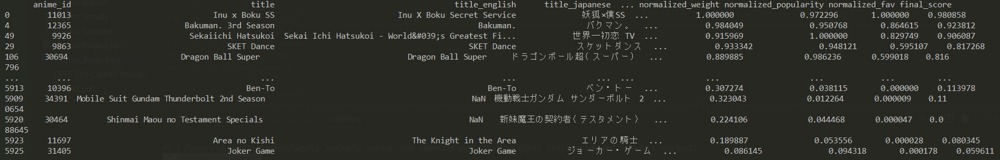 anime_id title title_english title_japanese ... normalized_weight normalized_popularity normalized_fav final_score
0 11013 Inu x Boku SS Inu X Boku Secret Service 妖狐×僕SS ... 1.000000 0.972296 1.000000 0.980858
4 12365 Bakuman. 3rd Season Bakuman. バクマン。 ... 0.984049 0.950768 0.864615 0.923812
49 9926 Sekaiichi Hatsukoi Sekai Ichi Hatsukoi - World&#039;s Greatest Fi... 世界一初恋 TV ... 0.915969 1.000000 0.829749 0.906087
29 9863 SKET Dance SKET Dance スケットダンス ... 0.933342 0.948121 0.595107 0.817268
106 30694 Dragon Ball Super Dragon Ball Super ドラゴンボール超(スーパー) ... 0.889885 0.986236 0.599018 0.816
796
... ... ... ... ... ... ... ... ... ...
5913 10396 Ben-To Ben-To ベン・トー ... 0.307274 0.038115 0.000000 0.113978
5909 34391 Mobile Suit Gundam Thunderbolt 2nd Season NaN 機動戦士ガンダム サンダーボルト 2 ... 0.323043 0.012264 0.000009 0.11
0654
5920 30464 Shinmai Maou no Testament Specials NaN 新妹魔王の契約者〈テスタメント〉 ... 0.224106 0.044468 0.000047 0.0
88645
5923 11697 Area no Kishi The Knight in the Area エリアの騎士 ... 0.189887 0.053556 0.000028 0.080345
5925 31405 Joker Game Joker Game ジョーカー・ゲーム ... 0.086145 0.094318 0.000178 0.059611